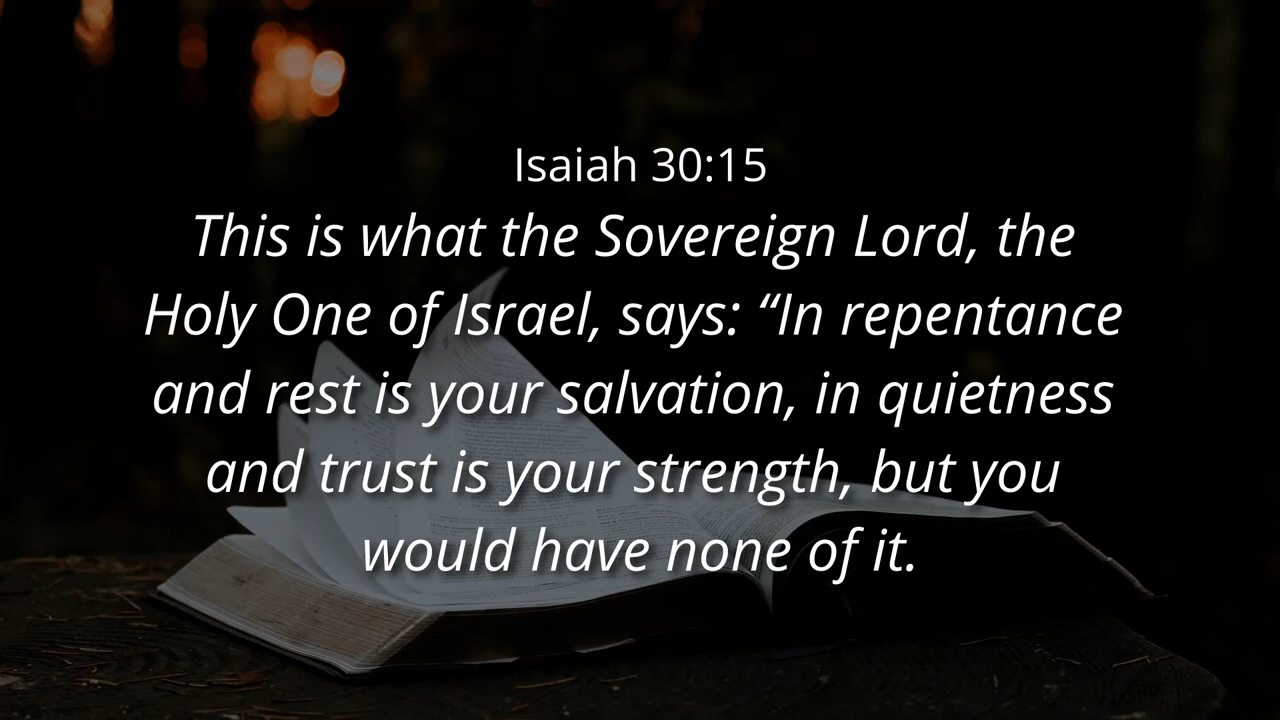 Isaiah 30:15
This is what the Sovereign Lord, the
Holy One of Israel, says: “In repentance
and rest is your salvation, in quietness
and trust is your strength, but you
would have none of it.